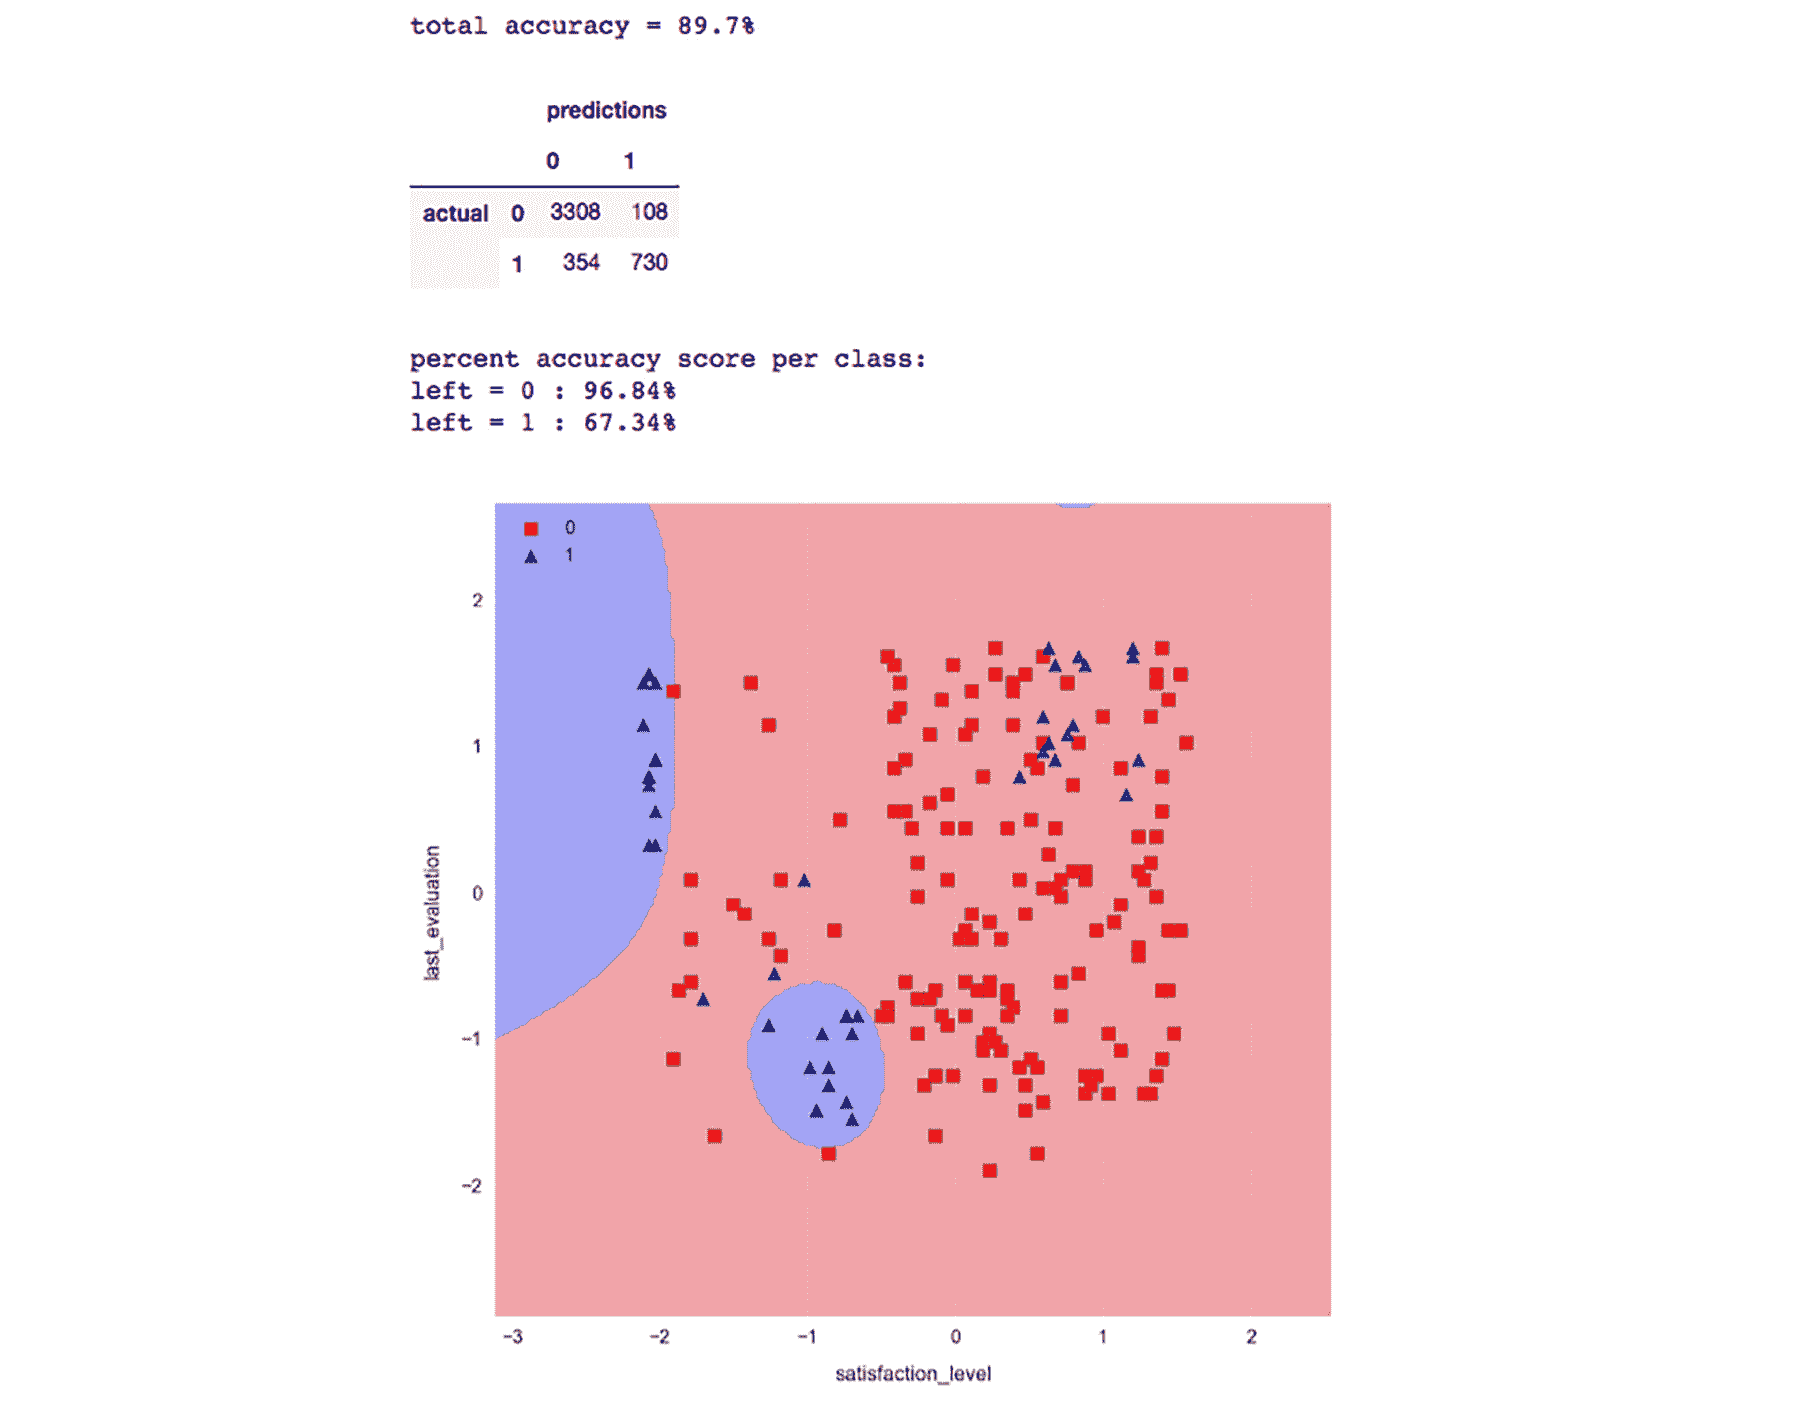 total accuracy = 89.7%
predictions
0 1
actual 0 3308 108
1 354 730
percent accuracy score per class:
left = 0 : 96.84%
left = 1 : 67.34%
0
1
2
1
0
−1
−2
last_evaluation
−3 −2 −1 0 1 2
satisfaction_level